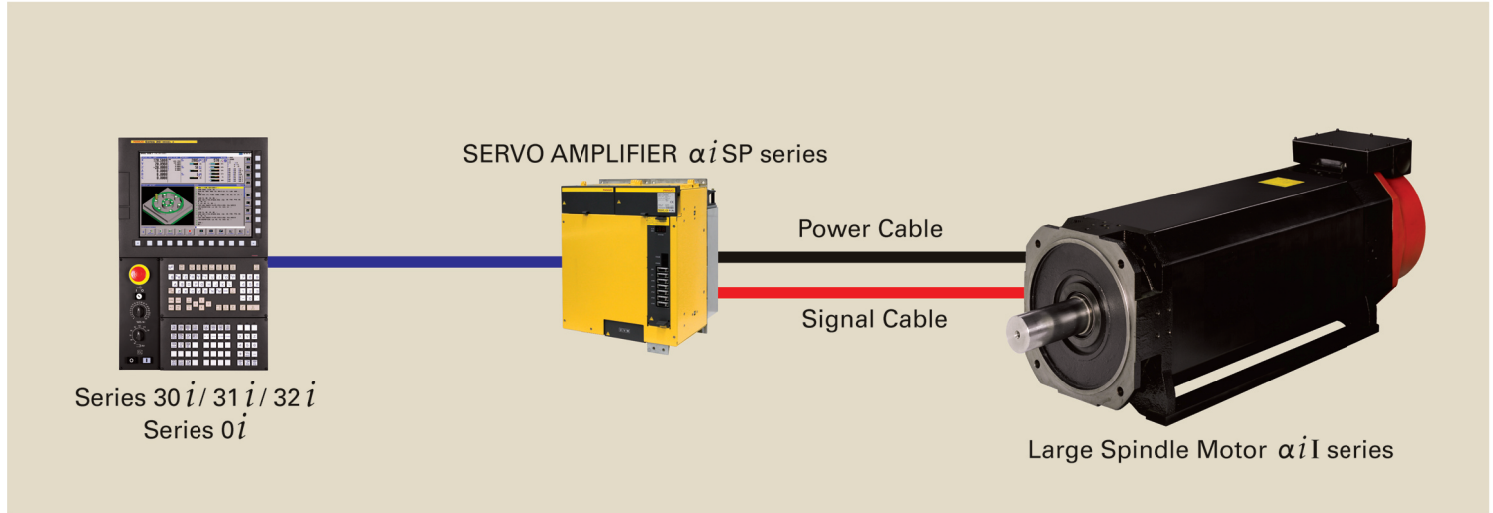 SERVO AMPLIFIER αiSP series
Power Cable
Signal Cable
Series 30i/ 31i/ 32i
Series 0i
Large Spindle Motor αiI series